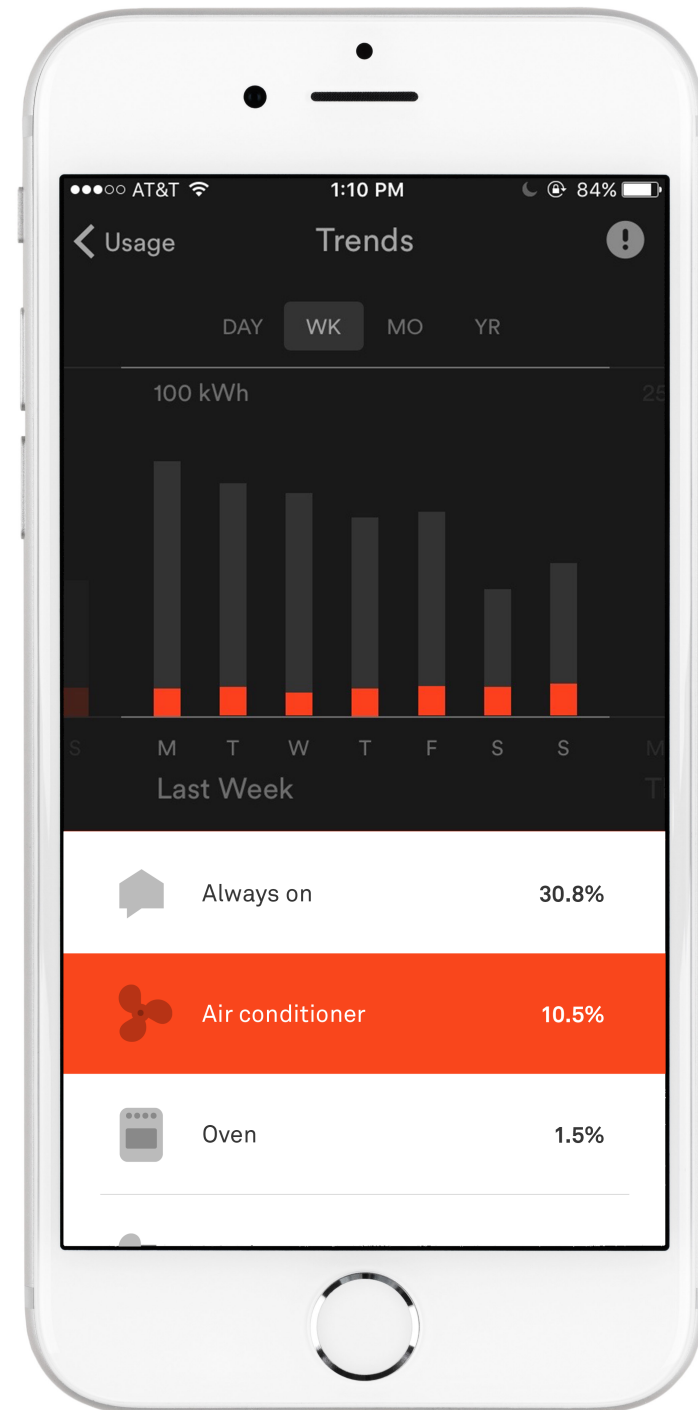 AT&T 1:10 PM 84%
Usage Trends
DAY WK MO YR
100 kWh 25
S M T W T F S S M
Last Week T
Always on 30.8%
Air conditioner 10.5%
Oven 1.5%